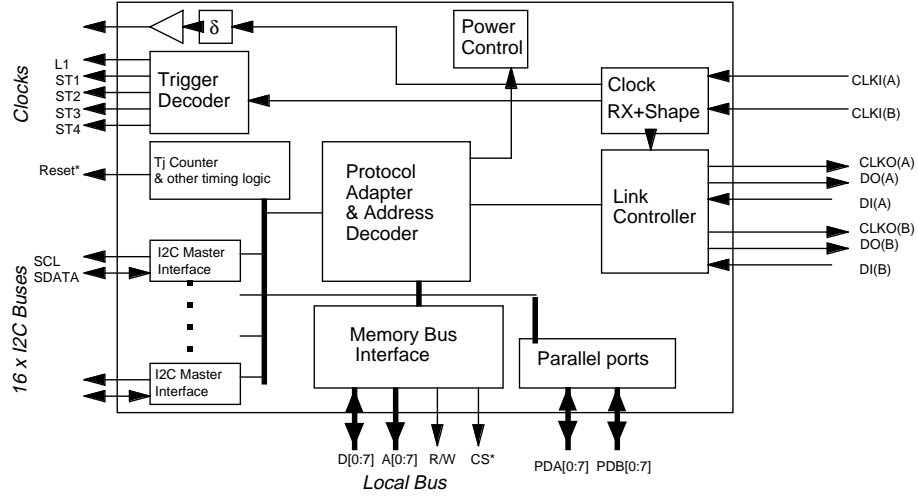 δ
Power
Control
Clocks
L1
ST1
ST2
ST3
ST4
Trigger
Decoder
Clock
RX+Shape
CLKI(A)
CLKI(B)
Reset*
Tj Counter
& other timing logic
Protocol
Adapter
& Address
Decoder
Link
Controller
CLKO(A)
DO(A)
DI(A)
CLKO(B)
DO(B)
DI(B)
16 x I2C Buses
SCL
SDATA
I2C Master
Interface
Memory Bus
Interface
Parallel ports
I2C Master
Interface
D[0:7] A[0:7] R/W CS*
PDA[0:7] PDB[0:7]
Local Bus